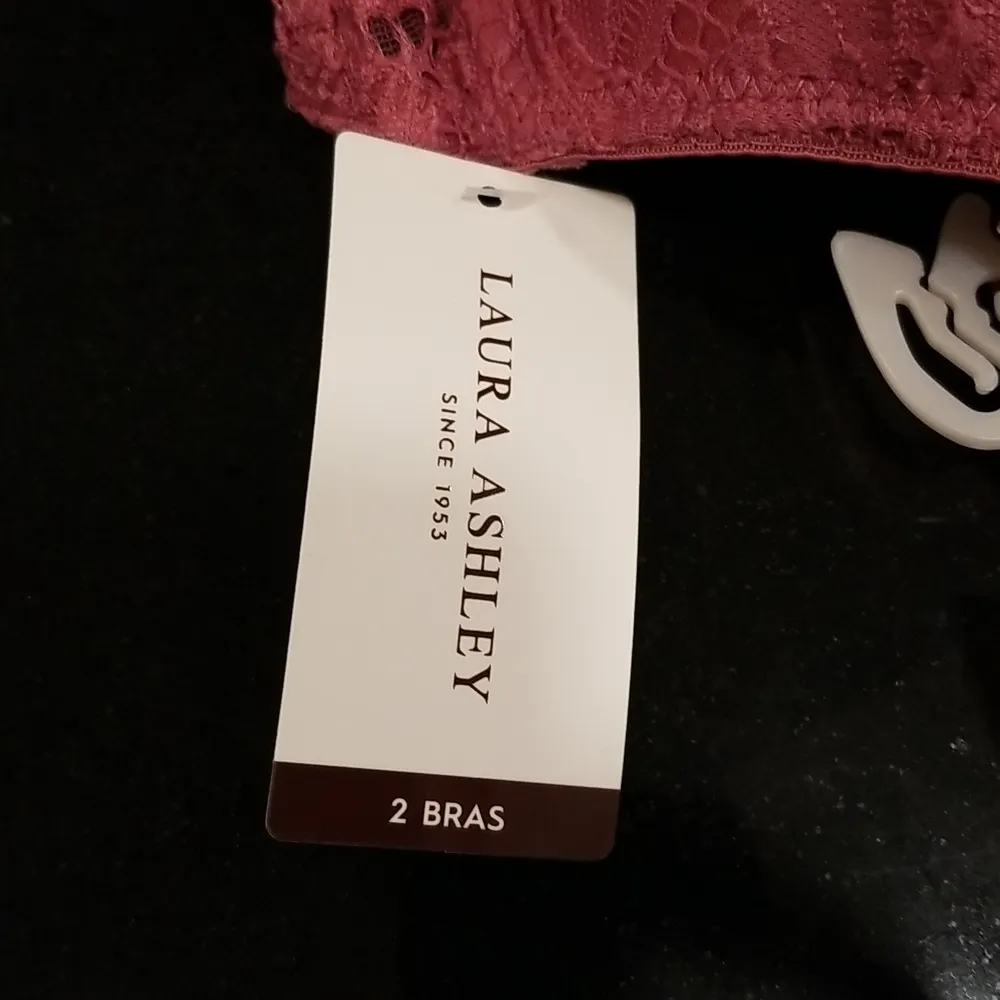 LAURA ASHLEY
SINCE 1953
2 BRAS